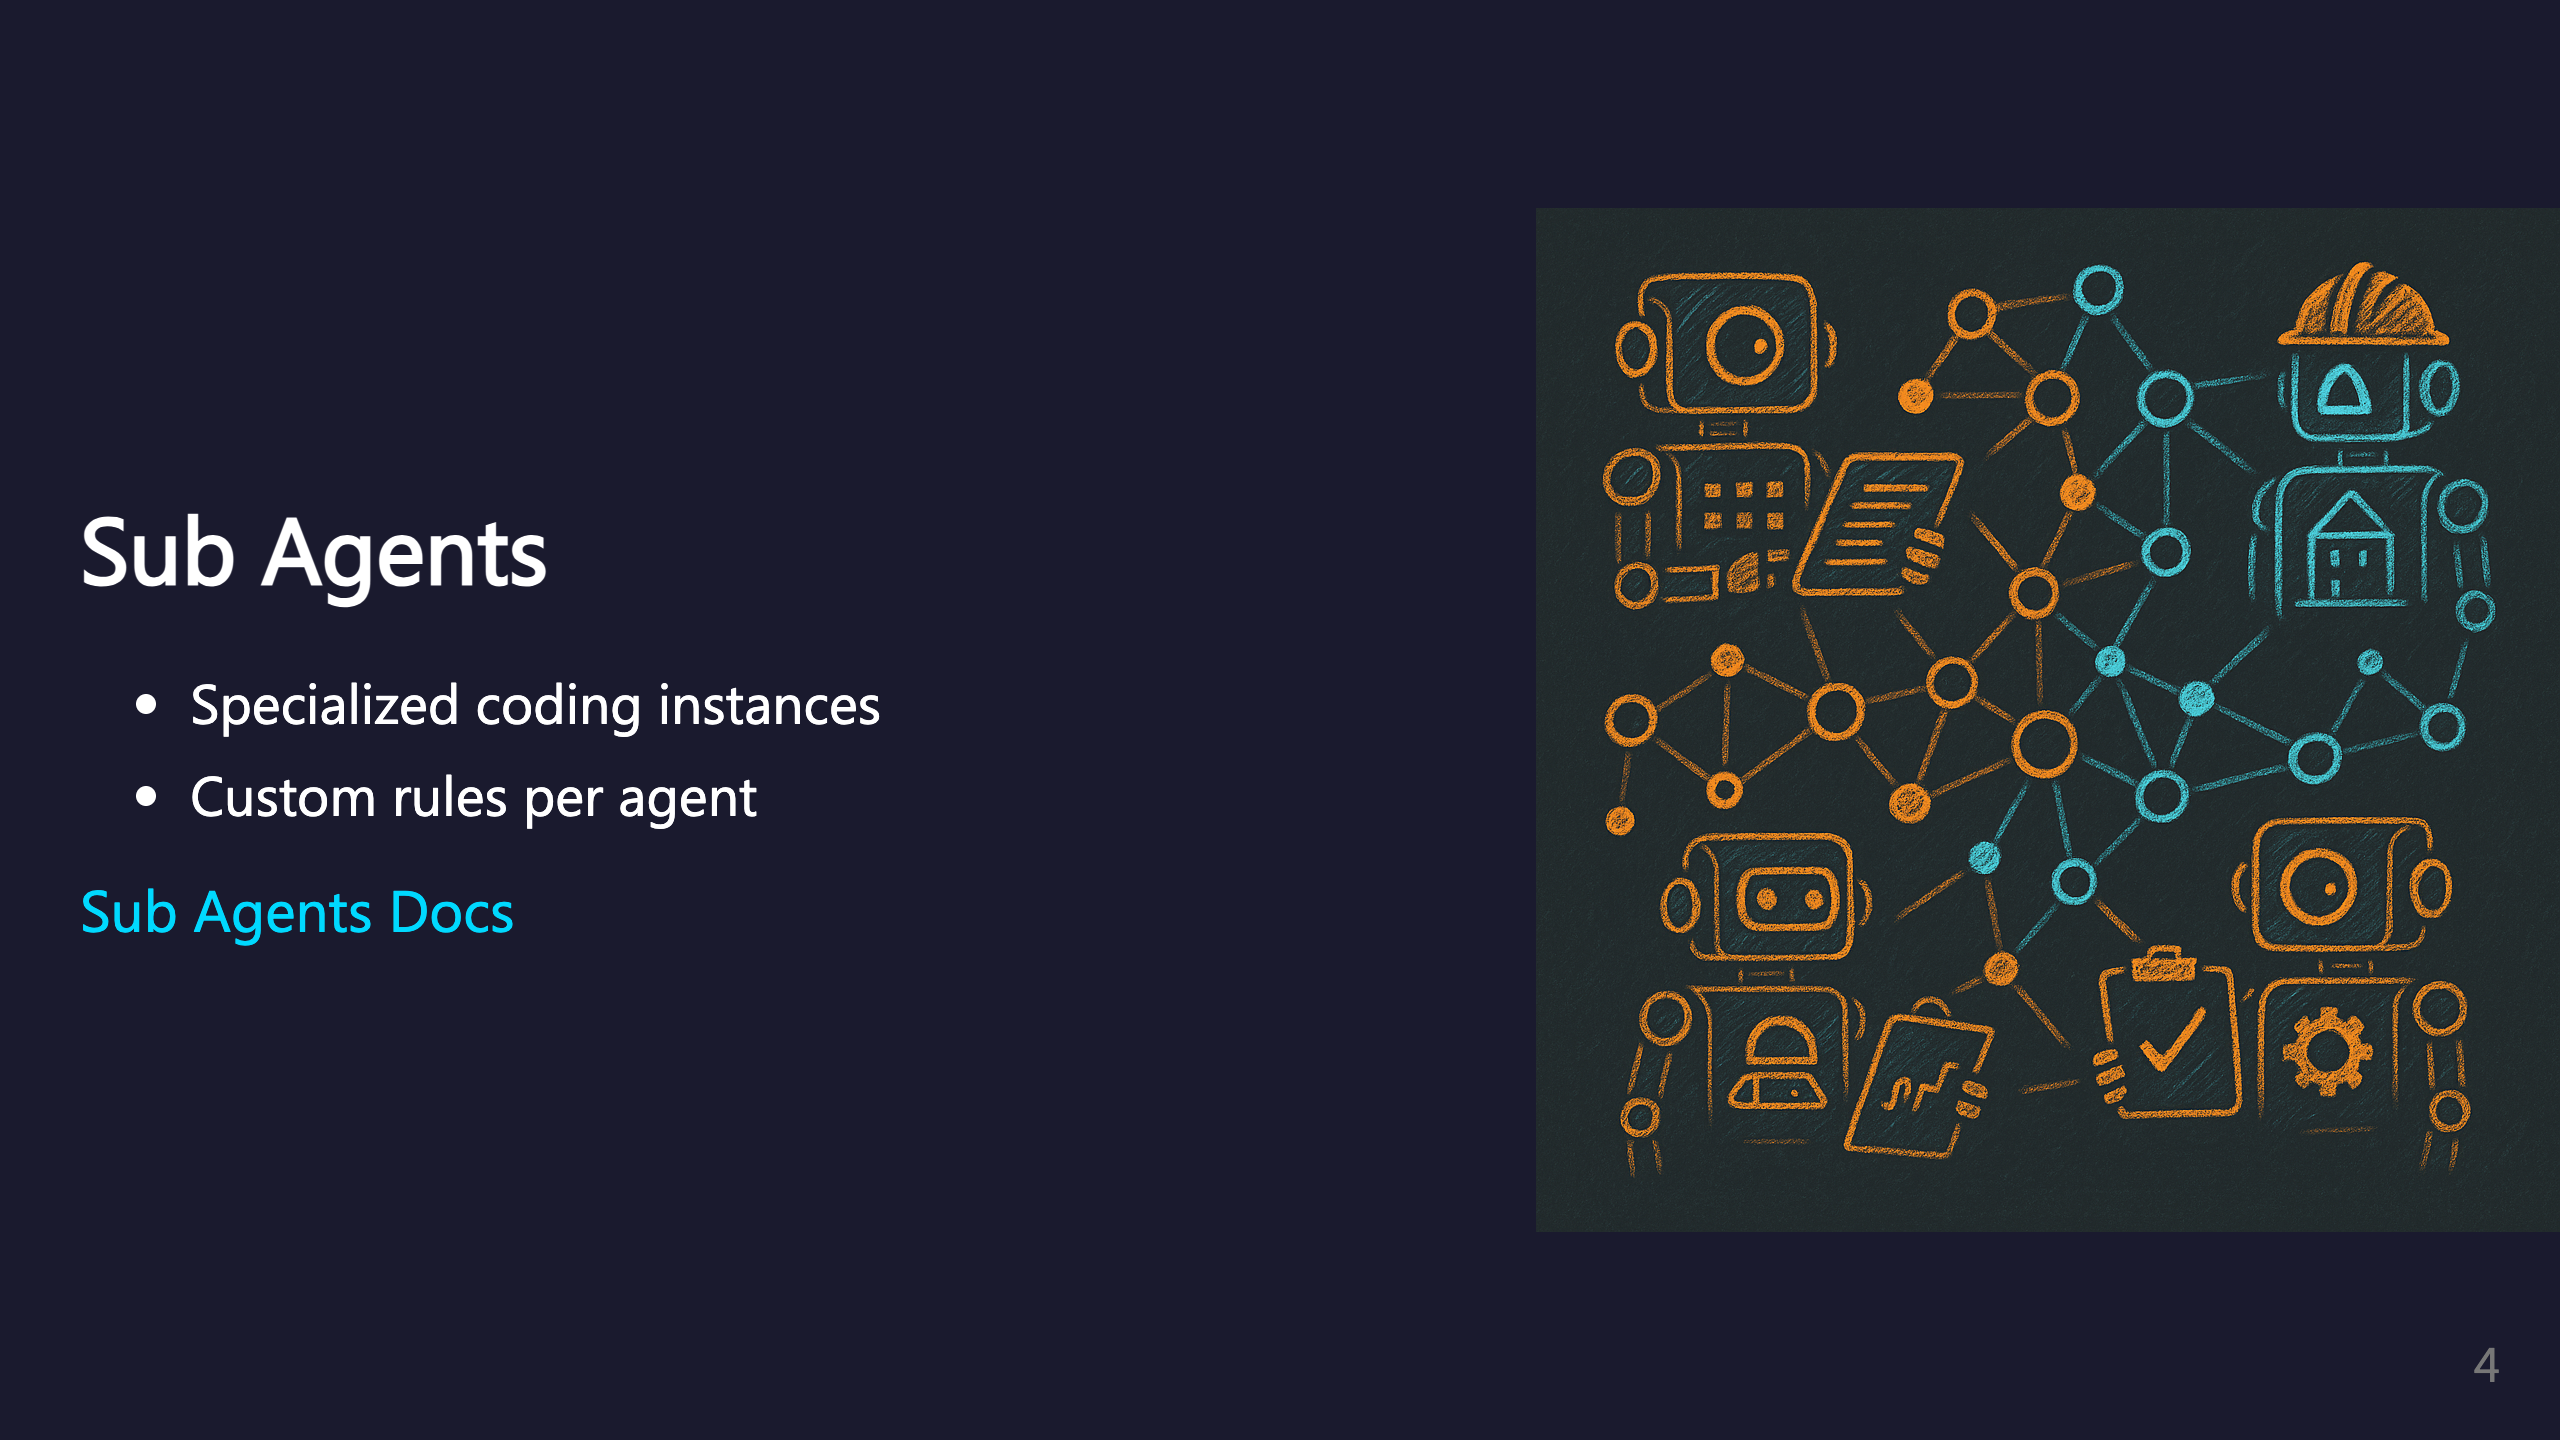 Sub Agents
• Specialized coding instances
• Custom rules per agent
Sub Agents Docs
4